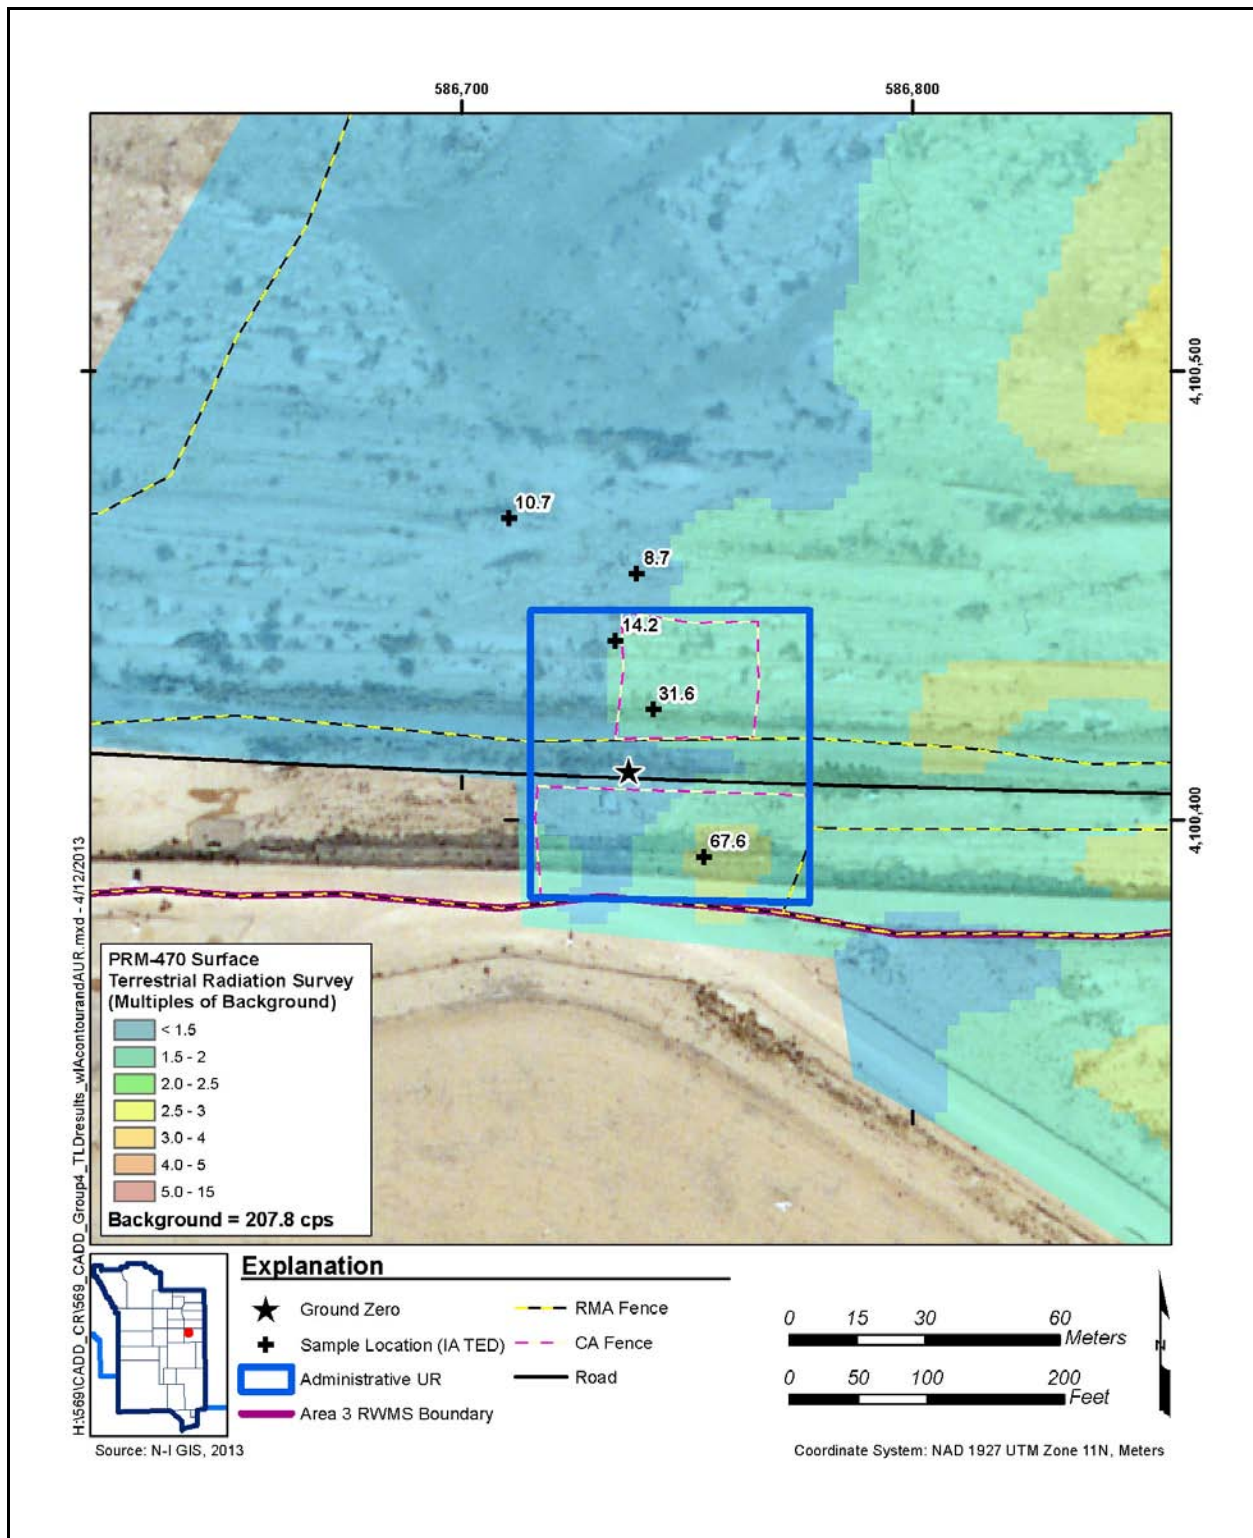 586,700
586,800
4,100,500
10.7
8.7
14.2
31.6
4,100,400
67.6
H:\569\CADD_CR\569_CADD_Group4_TLDresults_wIAcontourandAUR.mxd - 4/12/2013
PRM-470 Surface
Terrestrial Radiation Survey
(Multiples of Background)
< 1.5
1.5 - 2
2.0 - 2.5
2.5 - 3
3.0 - 4
4.0 - 5
5.0 - 15
Background = 207.8 cps
Explanation
Ground Zero
Sample Location (IA TED)
Administrative UR
Area 3 RWMS Boundary
RMA Fence
CA Fence
Road
0 15 30 60
Meters
0 50 100 200
Feet
N
Source: N-I GIS, 2013
Coordinate System: NAD 1927 UTM Zone 11N, Meters